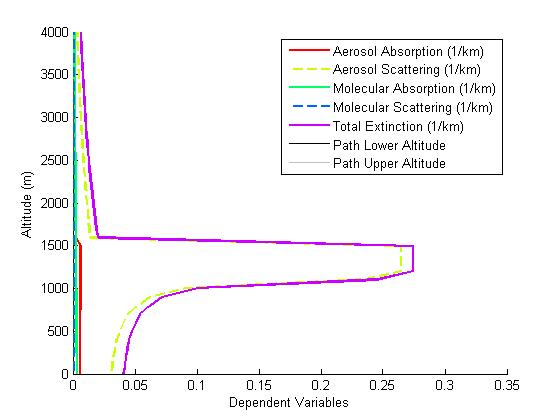 4000
3500
3000
2500
2000
1500
1000
500
0
Altitude (m)
Aerosol Absorption (1/km)
Aerosol Scattering (1/km)
Molecular Absorption (1/km)
Molecular Scattering (1/km)
Total Extinction (1/km)
Path Lower Altitude
Path Upper Altitude
0 0.05 0.1 0.15 0.2 0.25 0.3 0.35
Dependent Variables